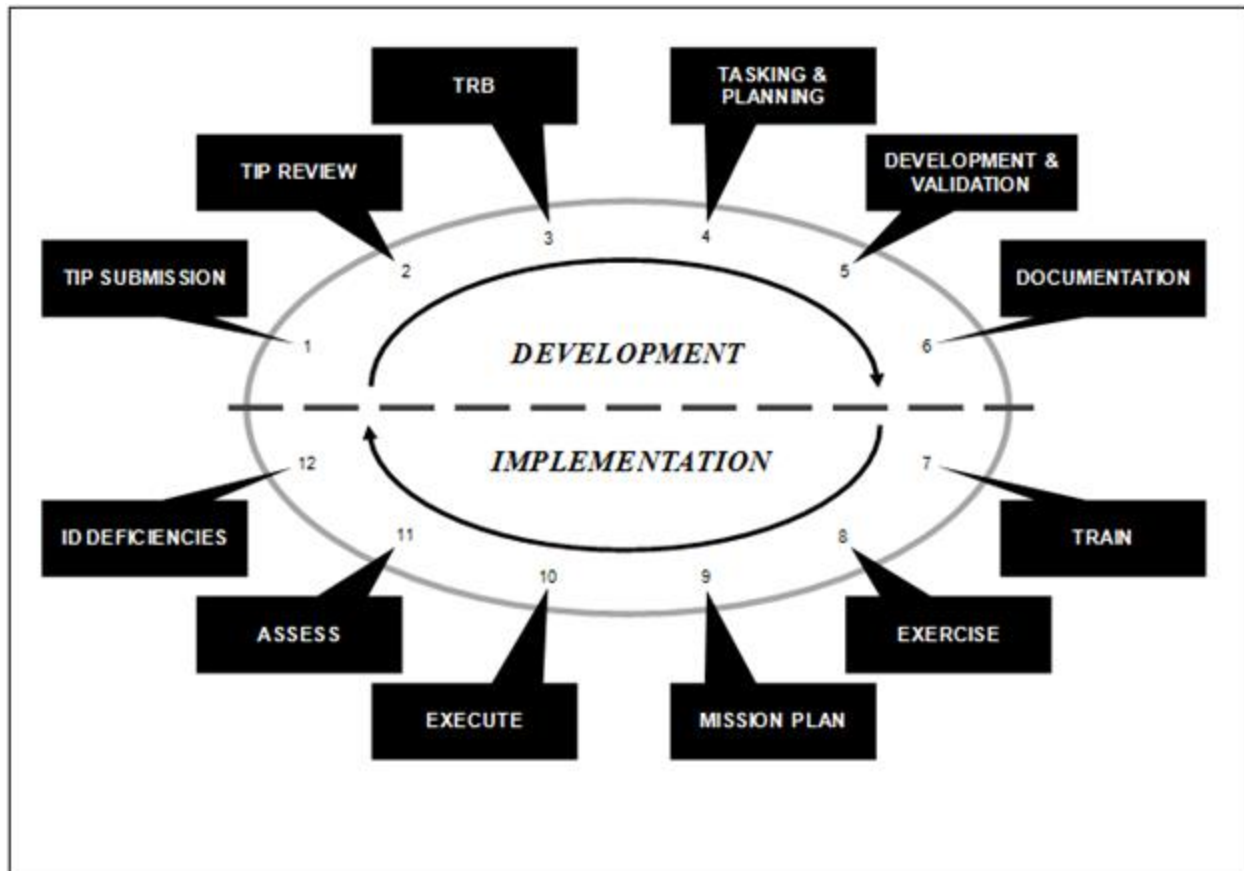 TRB
TASKING &
PLANNING
TIP REVIEW
DEVELOPMENT &
VALIDATION
TIP SUBMISSION
DOCUMENTATION
3
4
2
5
1
6
DEVELOPMENT
IMPLEMENTATION
12
7
11
8
10
9
ID DEFICIENCIES
TRAIN
ASSESS
EXERCISE
EXECUTE
MISSION PLAN